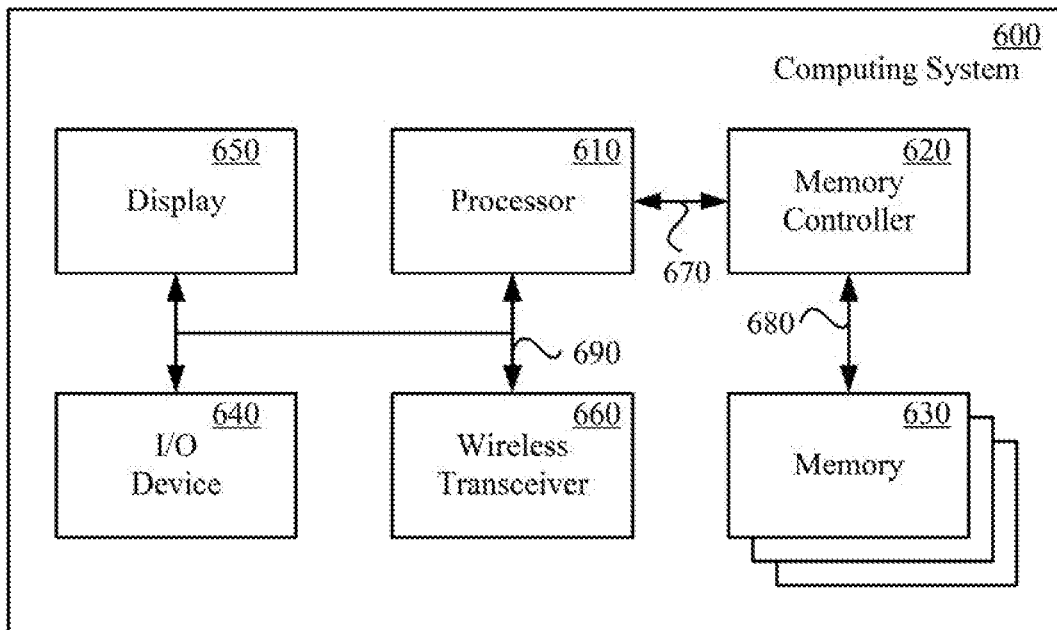 600
Computing System
650
Display
610
Processor
620
Memory
Controller
670
680
690
640
I/O
Device
660
Wireless
Transceiver
630
Memory